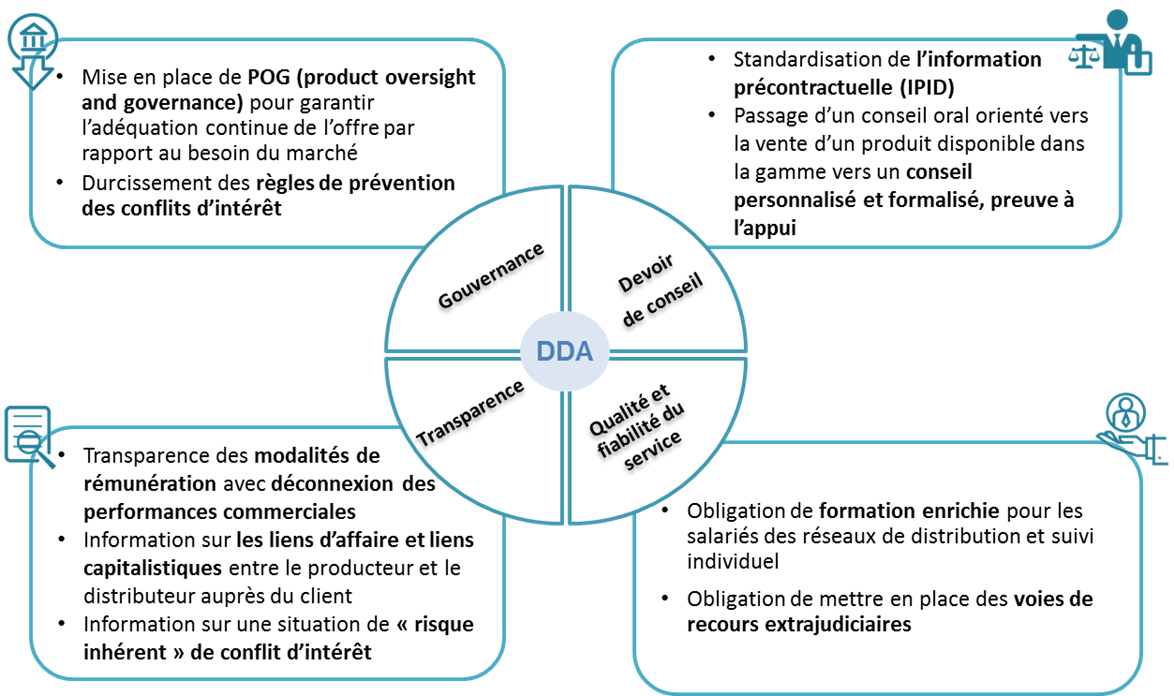 • Mise en place de POG (product oversight
and governance) pour garantir
l’adéquation continue de l’offre par
rapport au besoin du marché
• Durcissement des règles de prévention
des conflits d’intérêt
• Standardisation de l’information
précontractuelle (IPID)
• Passage d’un conseil oral orienté vers
la vente d’un produit disponible dans
la gamme vers un conseil
personnalisé et formalisé, preuve à
l’appui
Gouvernance
Devoir
de conseil
DDA
Transparence
Qualité et
fiabilité du
service
• Transparence des modalités de
rémunération avec déconnexion des
performances commerciales
• Information sur les liens d’affaire et liens
capitalistiques entre le producteur et le
distributeur auprès du client
• Information sur une situation de « risque
inhérent » de conflit d’intérêt
• Obligation de formation enrichie pour les
salariés des réseaux de distribution et suivi
individuel
• Obligation de mettre en place des voies de
recours extrajudiciaires